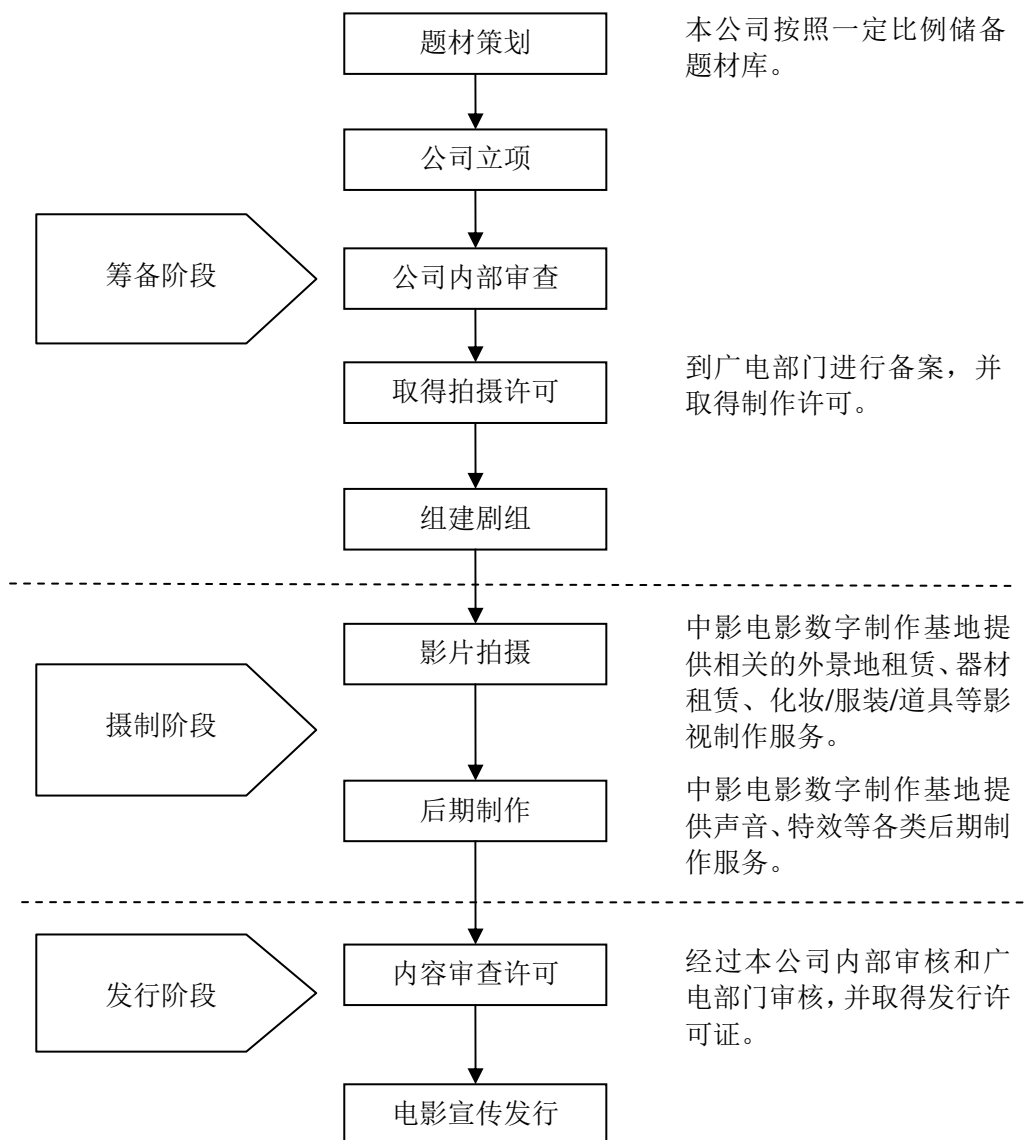 题材策划
本公司按照一定比例储备
题材库。
公司立项
筹备阶段
公司内部审查
取得拍摄许可
到广电部门进行备案，并
取得制作许可。
组建剧组
影片拍摄
中影电影数字制作基地提
供相关的外景地租赁、器材
租赁、化妆/服装/道具等影
视制作服务。
摄制阶段
后期制作
中影电影数字制作基地提
供声音、特效等各类后期制
作服务。
发行阶段
内容审查许可
经过本公司内部审核和广
电部门审核，并取得发行许
可证。
电影宣传发行